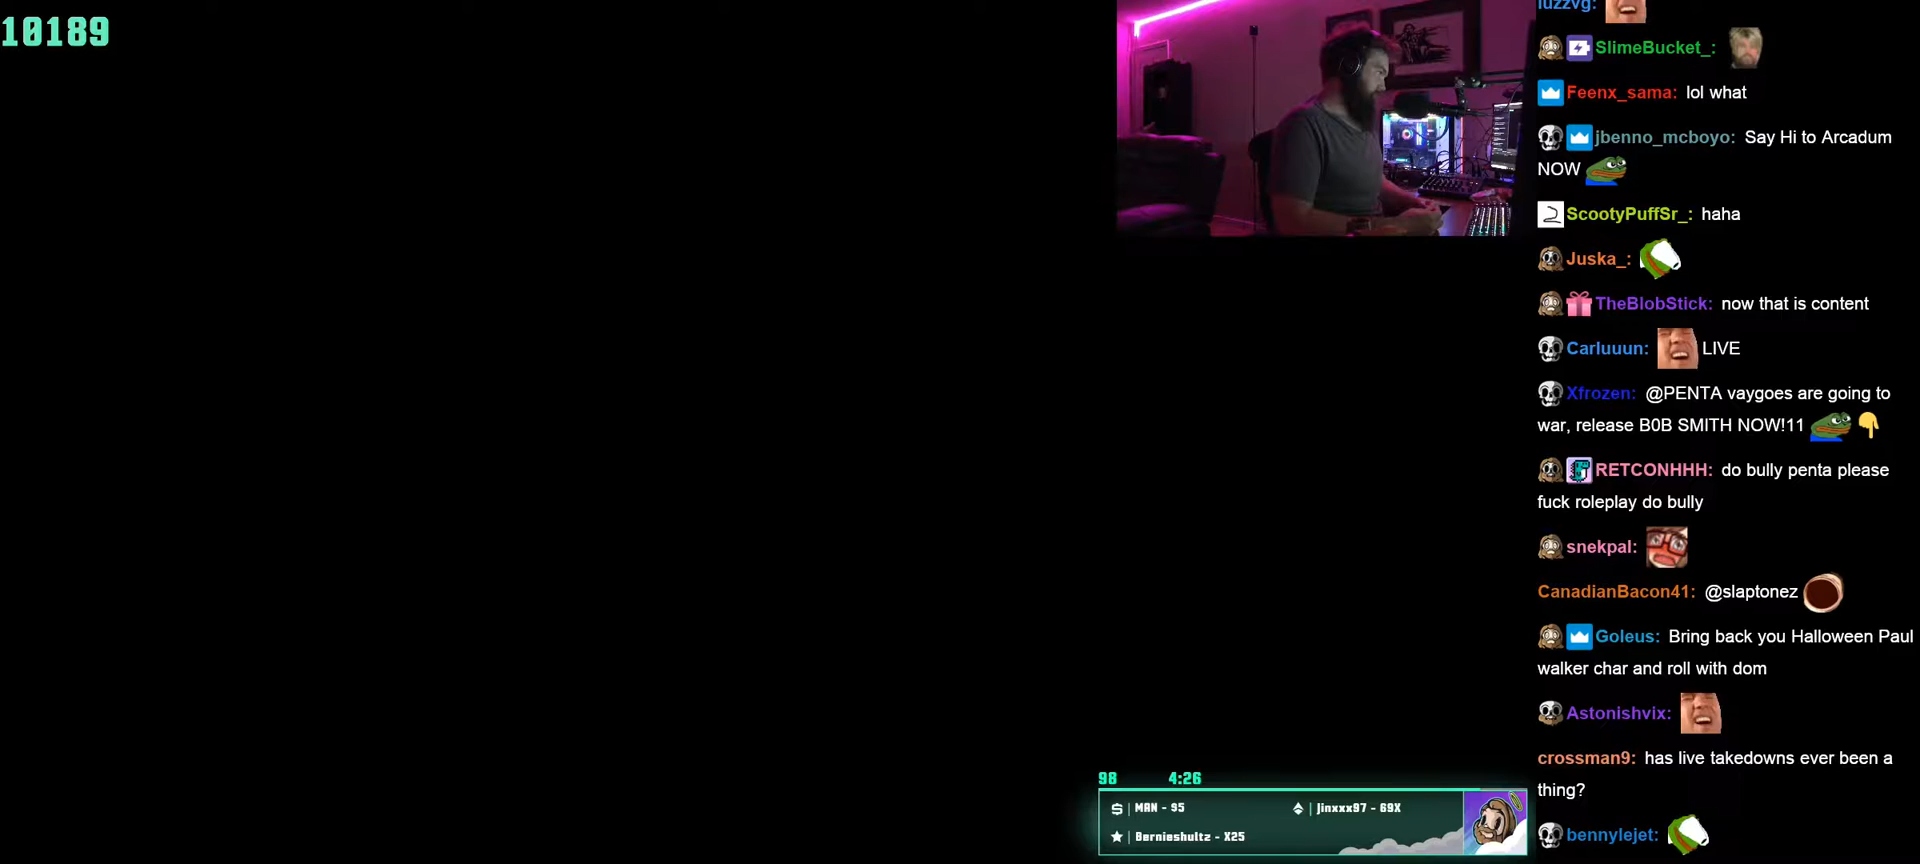 10189
luzzvg:
SlimeBucket_:
Feenx_sama: lol what
jbenno_mcboyo: Say Hi to Arcadum
NOW
ScootyPuffSr_: haha
Juska_:
TheBlobStick: now that is content
Carluuun: LIVE
Xfrozen: @PENTA vaygoes are going to
war, release B0B SMITH NOW!11
RETCONHHH: do bully penta please
fuck roleplay do bully
snekpal:
CanadianBacon41: @slaptonez
Goleus: Bring back you Halloween Paul
walker char and roll with dom
Astonishvix:
crossman9: has live takedowns ever been a
thing?
bennylejet:
98 4:26
MAN - 95 Jinxxx97 - 69X
Bernieshultz - X25